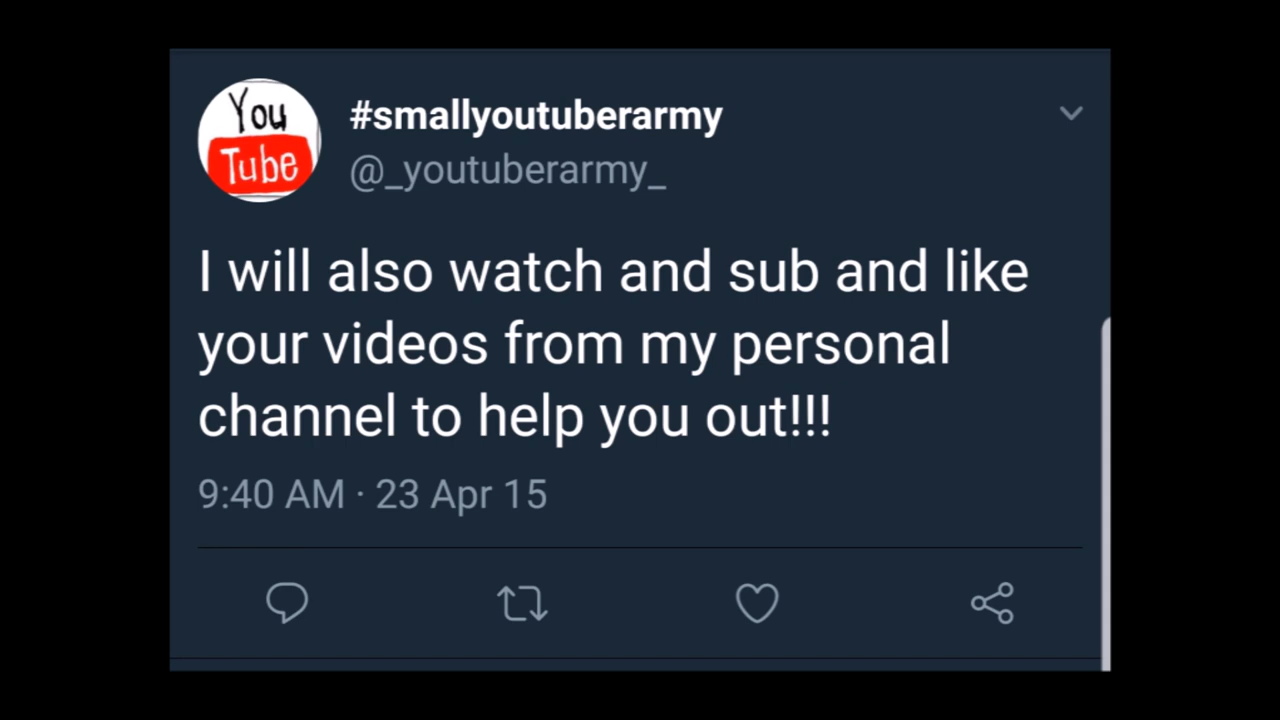 You
Tube
#smallyoutuberarmy
@_youtuberarmy_
I will also watch and sub and like
your videos from my personal
channel to help you out!!!
9:40 AM · 23 Apr 15